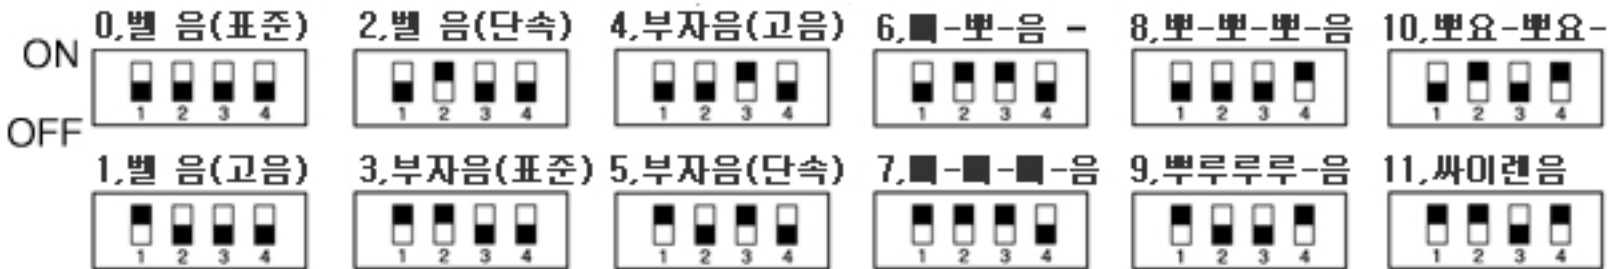 0,벨 음(표준) 2,벨 음(단속) 4,부자음(고음) 6,■-뽀-음 - 8,뽀-뽀-뽀-음 10,뽀요-뽀요-
ON
1 2 3 4 1 2 3 4 1 2 3 4 1 2 3 4 1 2 3 4 1 2 3 4
OFF
1,벨 음(고음) 3,부자음(표준) 5,부자음(단속) 7,■-■-■-음 9,뿌루루루-음 11,싸이렌음
1 2 3 4 1 2 3 4 1 2 3 4 1 2 3 4 1 2 3 4 1 2 3 4